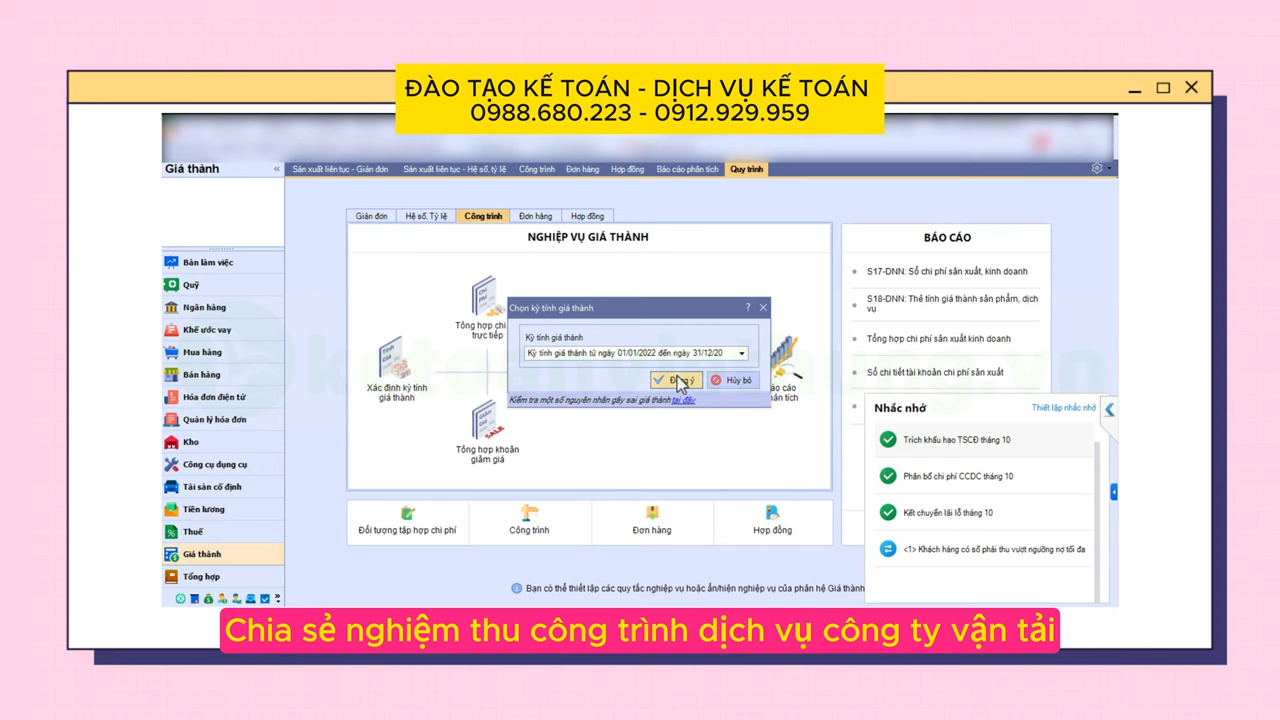 ĐÀO TẠO KẾ TOÁN - DỊCH VỤ KẾ TOÁN
0988.680.223 - 0912.929.959
Giá thành
Sản xuất liên tục - Giản đơn
Sản xuất liên tục - Hệ số, tỷ lệ
Công trình
Đơn hàng
Hợp đồng
Báo cáo phân tích
Quy trình
Giản đơn
Hệ số, Tỷ lệ
Công trình
Đơn hàng
Hợp đồng
NGHIỆP VỤ GIÁ THÀNH
Bàn làm việc
Quỹ
Ngân hàng
Khế ước vay
Mua hàng
Bán hàng
Hóa đơn điện tử
Quản lý hóa đơn
Kho
Công cụ dụng cụ
Tài sản cố định
Tiền lương
Thuế
Giá thành
Tổng hợp
Tổng hợp chi
trực tiếp
Xác định kỳ tính
giá thành
Tổng hợp khoản
giảm giá
Chọn kỳ tính giá thành
Kỳ tính giá thành
Kỳ tính giá thành từ ngày 01/01/2022 đến ngày 31/12/20
Hủy bỏ
Kiểm tra một số nguyên nhân gây sai giá thành tại đây
Đối tượng tập hợp chi phí
Công trình
Đơn hàng
Hợp đồng
Bạn có thể thiết lập các quy tắc nghiệp vụ hoặc ẩn/hiện nghiệp vụ của phân hệ Giá thành
BÁO CÁO
S17-DNN: Sổ chi phí sản xuất, kinh doanh
S18-DNN: Thẻ tính giá thành sản phẩm, dịch
vụ
Tổng hợp chi phí sản xuất kinh doanh
Sổ chi tiết tài khoản chi phí sản xuất
Nhắc nhở
Thiết lập nhắc nhở
Trích khấu hao TSCĐ tháng 10
Phân bổ chi phí CCDC tháng 10
Kết chuyển lãi lỗ tháng 10
<1> Khách hàng có số phải thu vượt ngưỡng nợ tối đa
Chia sẻ nghiệm thu công trình dịch vụ công ty vận tải